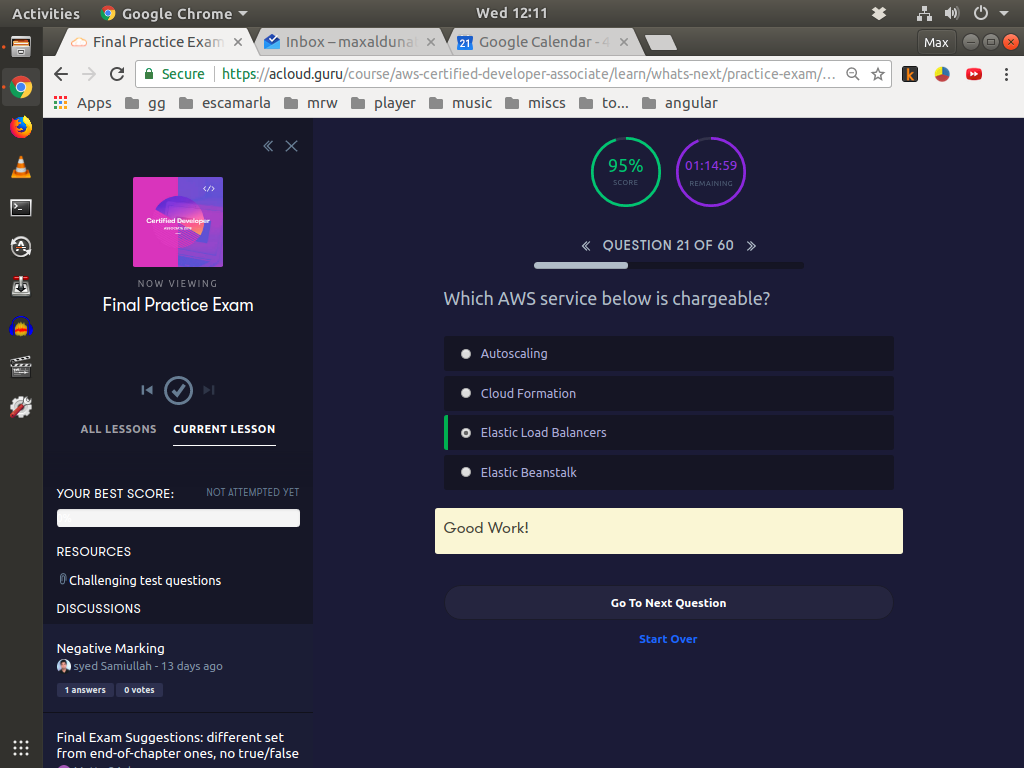 Activities
Google Chrome
Wed 12:11
Final Practice Exam
Inbox – maxaldunat
21
Google Calendar - 4
Max
Secure
https://acloud.guru/course/aws-certified-developer-associate/learn/whats-next/practice-exam/...
k
Apps
gg
escamarla
mrw
player
music
miscs
to...
angular
</>
Certified Developer
NOW VIEWING
Final Practice Exam
ALL LESSONS
CURRENT LESSON
YOUR BEST SCORE:
NOT ATTEMPTED YET
RESOURCES
Challenging test questions
DISCUSSIONS
Negative Marking
syed Samiullah - 13 days ago
1 answers
0 votes
Final Exam Suggestions: different set
from end-of-chapter ones, no true/false
95%
SCORE
01:14:59
REMAINING
« QUESTION 21 OF 60 »
Which AWS service below is chargeable?
Autoscaling
Cloud Formation
Elastic Load Balancers
Elastic Beanstalk
Good Work!
Go To Next Question
Start Over